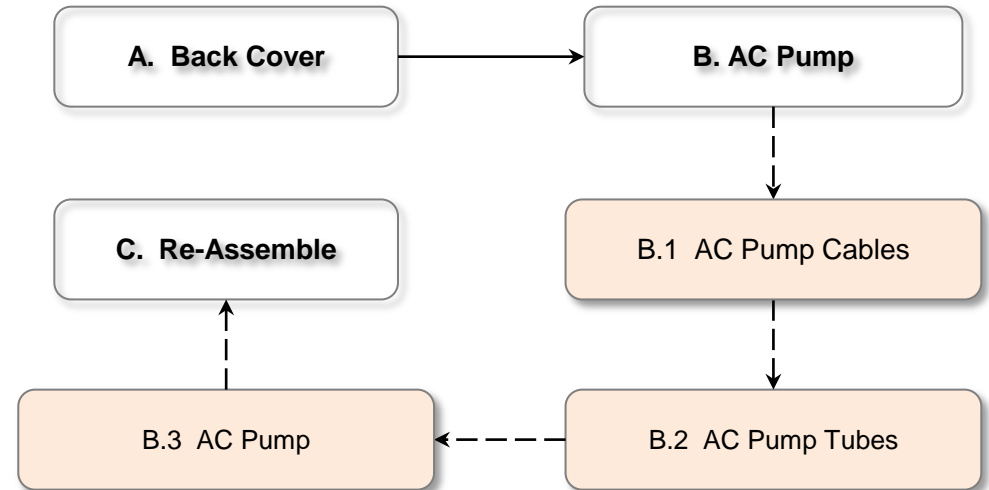 A. Back Cover
B. AC Pump
C. Re-Assemble
B.1 AC Pump Cables
B.3 AC Pump
B.2 AC Pump Tubes